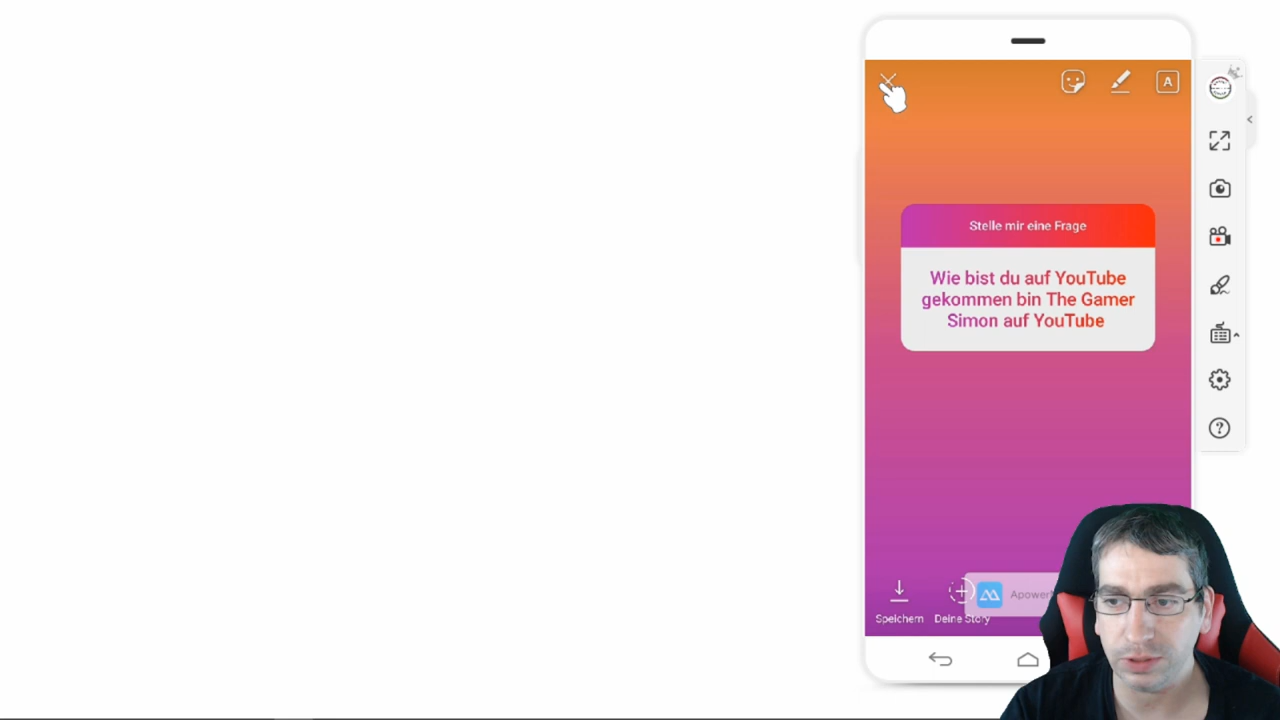 A
Stelle mir eine Frage
Wie bist du auf YouTube
gekommen bin The Gamer
Simon auf YouTube
Speichern
Deine Story